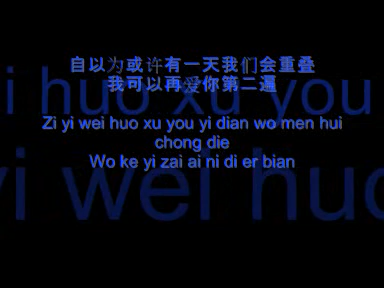 自以为或许有一天我们会重叠
我可以再爱你第二遍
Zi yi wei huo xu you yi dian wo men hui
chong die
Wo ke yi zai ai ni di er bian
i huo xu you
yi wei huo